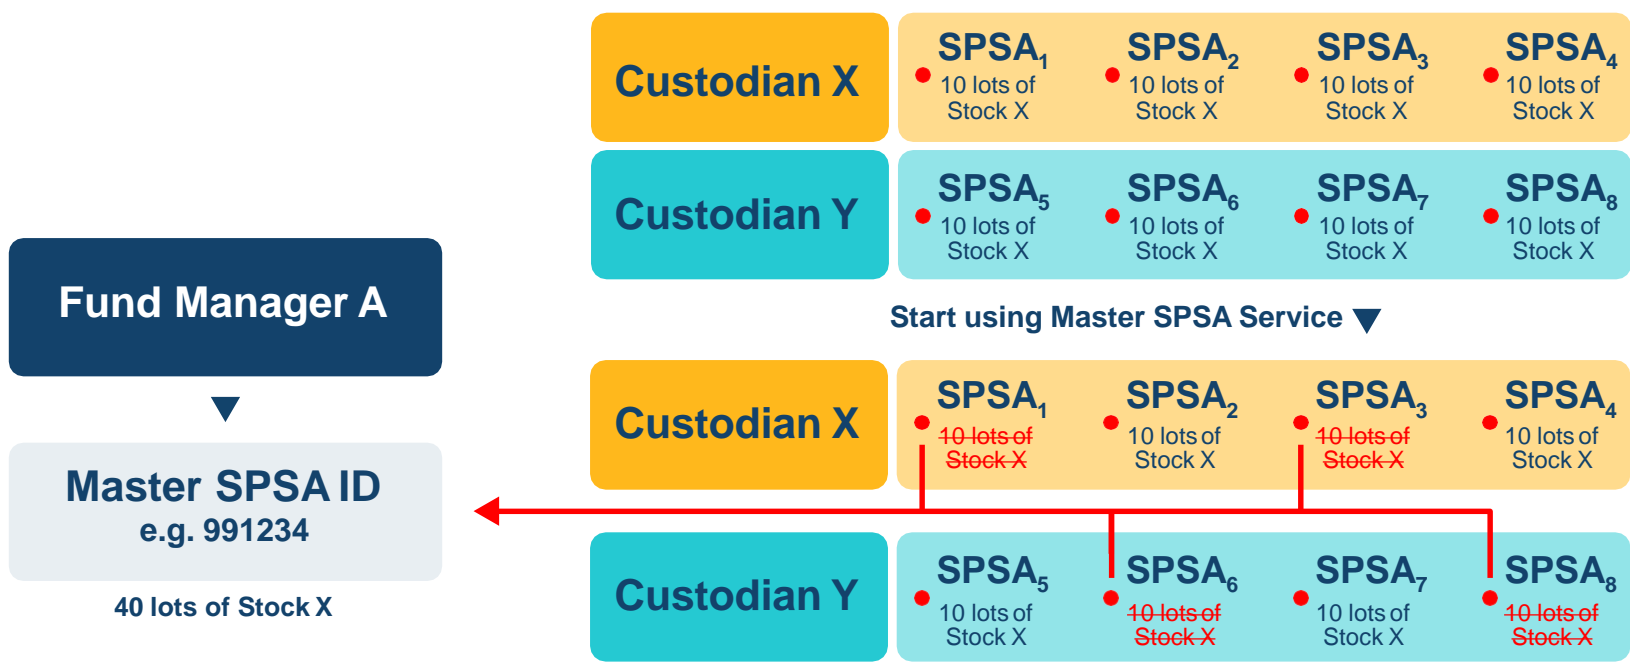 Custodian X
SPSA1
10 lots of
Stock X
SPSA2
10 lots of
Stock X
SPSA3
10 lots of
Stock X
SPSA4
10 lots of
Stock X
Custodian Y
SPSA5
10 lots of
Stock X
SPSA6
10 lots of
Stock X
SPSA7
10 lots of
Stock X
SPSA8
10 lots of
Stock X
Fund Manager A
Start using Master SPSA Service
Master SPSA ID
e.g. 991234
40 lots of Stock X
Custodian X
SPSA1
10 lots of
Stock X
SPSA2
10 lots of
Stock X
SPSA3
10 lots of
Stock X
SPSA4
10 lots of
Stock X
Custodian Y
SPSA5
10 lots of
Stock X
SPSA6
10 lots of
Stock X
SPSA7
10 lots of
Stock X
SPSA8
10 lots of
Stock X